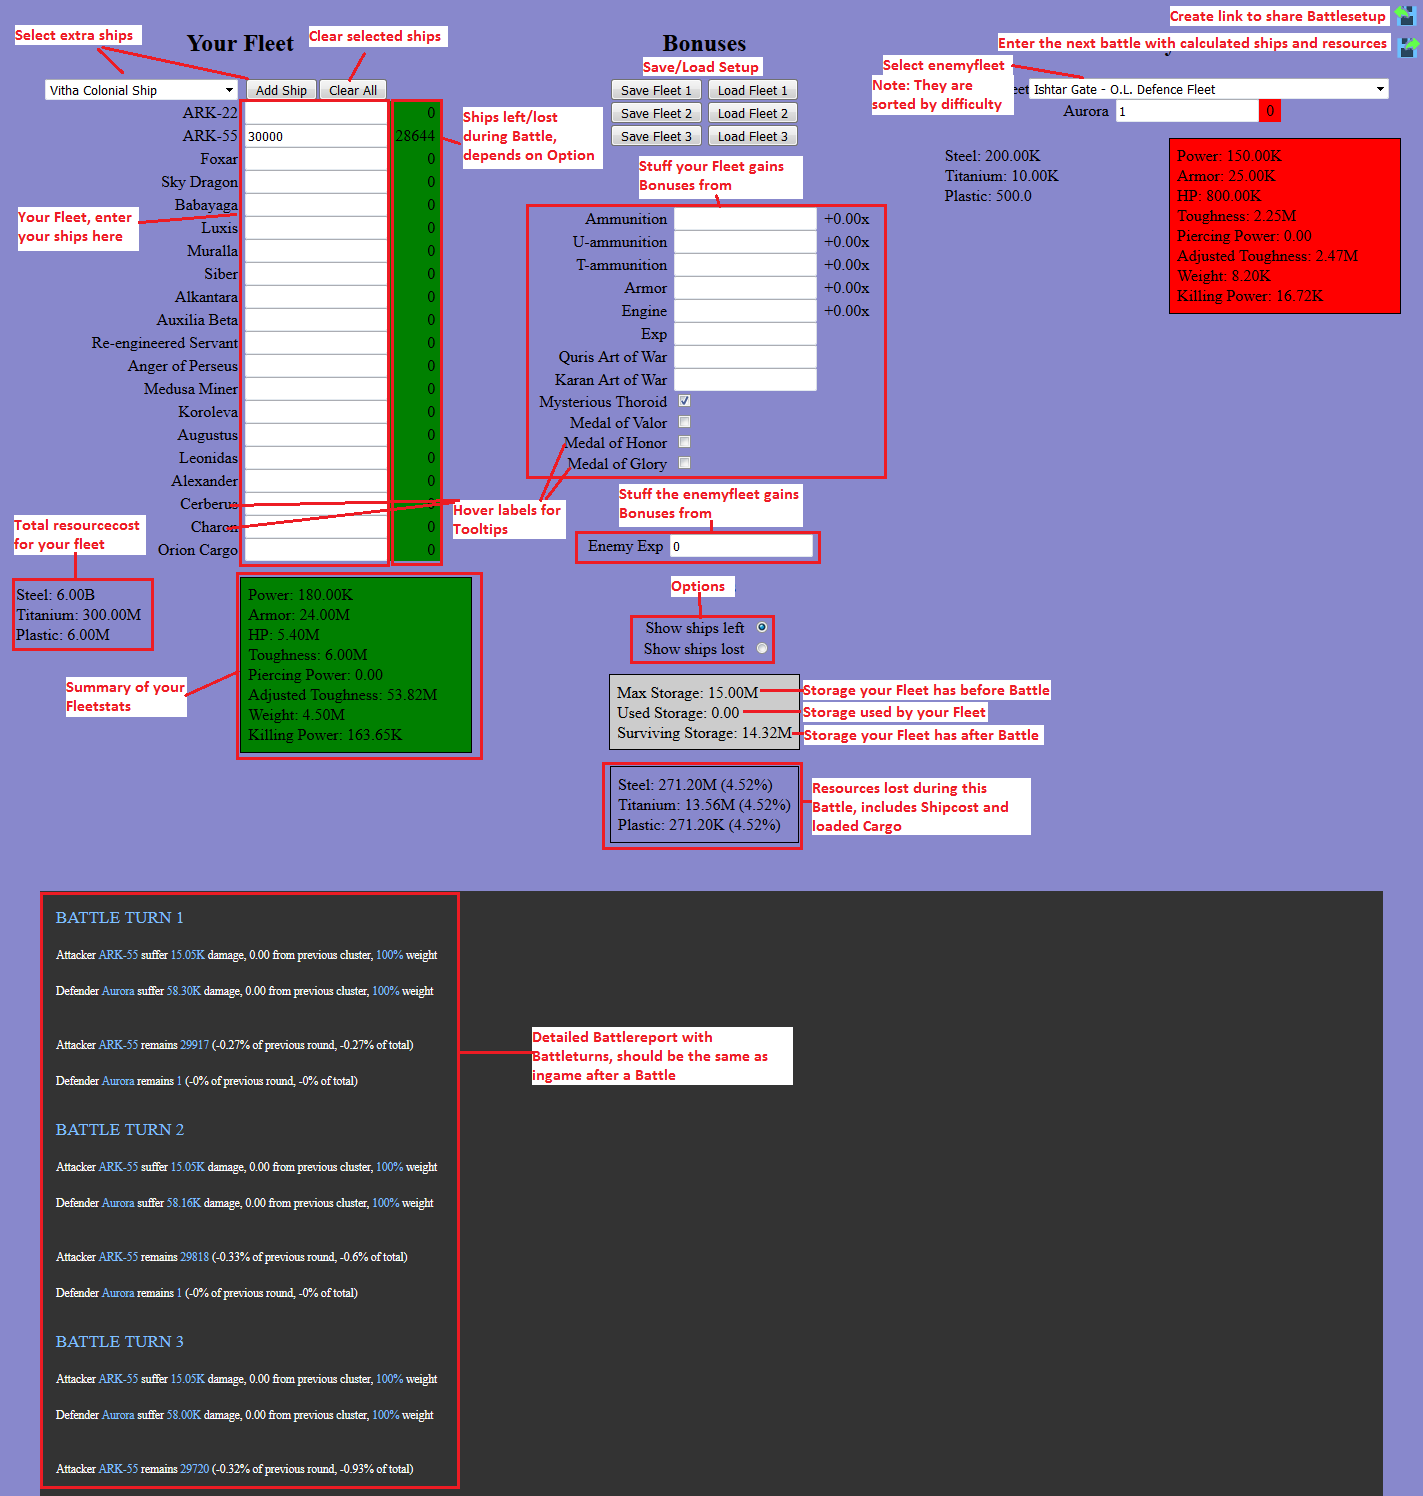 Create link to share Battlesetup
Select extra ships
Your Fleet
Clear selected ships
Bonuses
Enter the next battle with calculated ships and resources
Save/Load Setup
Select enemyfleet
Note: They are
sorted by difficulty
Vitha Colonial Ship
Add Ship
Clear All
Save Fleet 1
Load Fleet 1
Save Fleet 2
Load Fleet 2
Save Fleet 3
Load Fleet 3
Ishtar Gate - O.L. Defence Fleet
Aurora 1 0
Steel: 200.00K
Titanium: 10.00K
Plastic: 500.0
Power: 150.00K
Armor: 25.00K
HP: 800.00K
Toughness: 2.25M
Piercing Power: 0.00
Adjusted Toughness: 2.47M
Weight: 8.20K
Killing Power: 16.72K
ARK-22 0
ARK-55 30000 28644
Foxar 0
Sky Dragon 0
Babayaga 0
Luxis 0
Muralla 0
Siber 0
Alkantara 0
Auxilia Beta 0
Re-engineered Servant 0
Anger of Perseus 0
Medusa Miner 0
Koroleva 0
Augustus 0
Leonidas 0
Alexander 0
Cerberus 0
Charon 0
Orion Cargo 0
Ships left/lost
during Battle,
depends on Option
Your Fleet, enter
your ships here
Stuff your Fleet gains
Bonuses from
Ammunition +0.00x
U-ammunition +0.00x
T-ammunition +0.00x
Armor +0.00x
Engine +0.00x
Exp
Quris Art of War
Karan Art of War
Mysterious Thoroid
Medal of Valor
Medal of Honor
Medal of Glory
Hover labels for
Tooltips
Stuff the enemyfleet gains
Bonuses from
Enemy Exp 0
Total resourcecost
for your fleet
Steel: 6.00B
Titanium: 300.00M
Plastic: 6.00M
Summary of your
Fleetstats
Power: 180.00K
Armor: 24.00M
HP: 5.40M
Toughness: 6.00M
Piercing Power: 0.00
Adjusted Toughness: 53.82M
Weight: 4.50M
Killing Power: 163.65K
Options
Show ships left
Show ships lost
Max Storage: 15.00M
Used Storage: 0.00
Surviving Storage: 14.32M
Storage your Fleet has before Battle
Storage used by your Fleet
Storage your Fleet has after Battle
Steel: 271.20M (4.52%)
Titanium: 13.56M (4.52%)
Plastic: 271.20K (4.52%)
Resources lost during this
Battle, includes Shipcost and
loaded Cargo
BATTLE TURN 1
Attacker ARK-55 suffer 15.05K damage, 0.00 from previous cluster, 100% weight
Defender Aurora suffer 58.30K damage, 0.00 from previous cluster, 100% weight
Attacker ARK-55 remains 29917 (-0.27% of previous round, -0.27% of total)
Defender Aurora remains 1 (-0% of previous round, -0% of total)
BATTLE TURN 2
Attacker ARK-55 suffer 15.05K damage, 0.00 from previous cluster, 100% weight
Defender Aurora suffer 58.16K damage, 0.00 from previous cluster, 100% weight
Attacker ARK-55 remains 29818 (-0.33% of previous round, -0.6% of total)
Defender Aurora remains 1 (-0% of previous round, -0% of total)
BATTLE TURN 3
Attacker ARK-55 suffer 15.05K damage, 0.00 from previous cluster, 100% weight
Defender Aurora suffer 58.00K damage, 0.00 from previous cluster, 100% weight
Attacker ARK-55 remains 29720 (-0.32% of previous round, -0.93% of total)
Detailed Battlereport with
Battleturns, should be the same as
ingame after a Battle